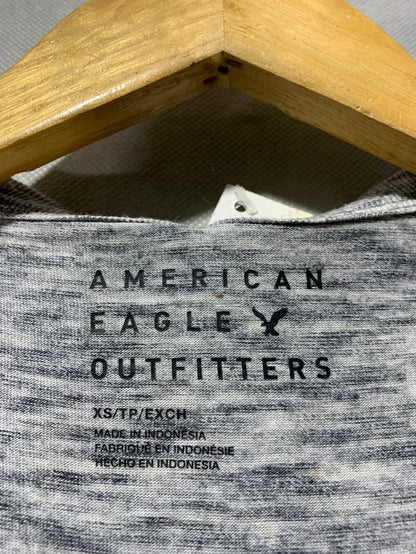 AMERICAN
EAGLE
OUTFITTERS
XS/TP/EXCH
MADE IN INDONESIA
FABRIQUÉ EN INDONÉSIE
HECHO EN INDONESIA